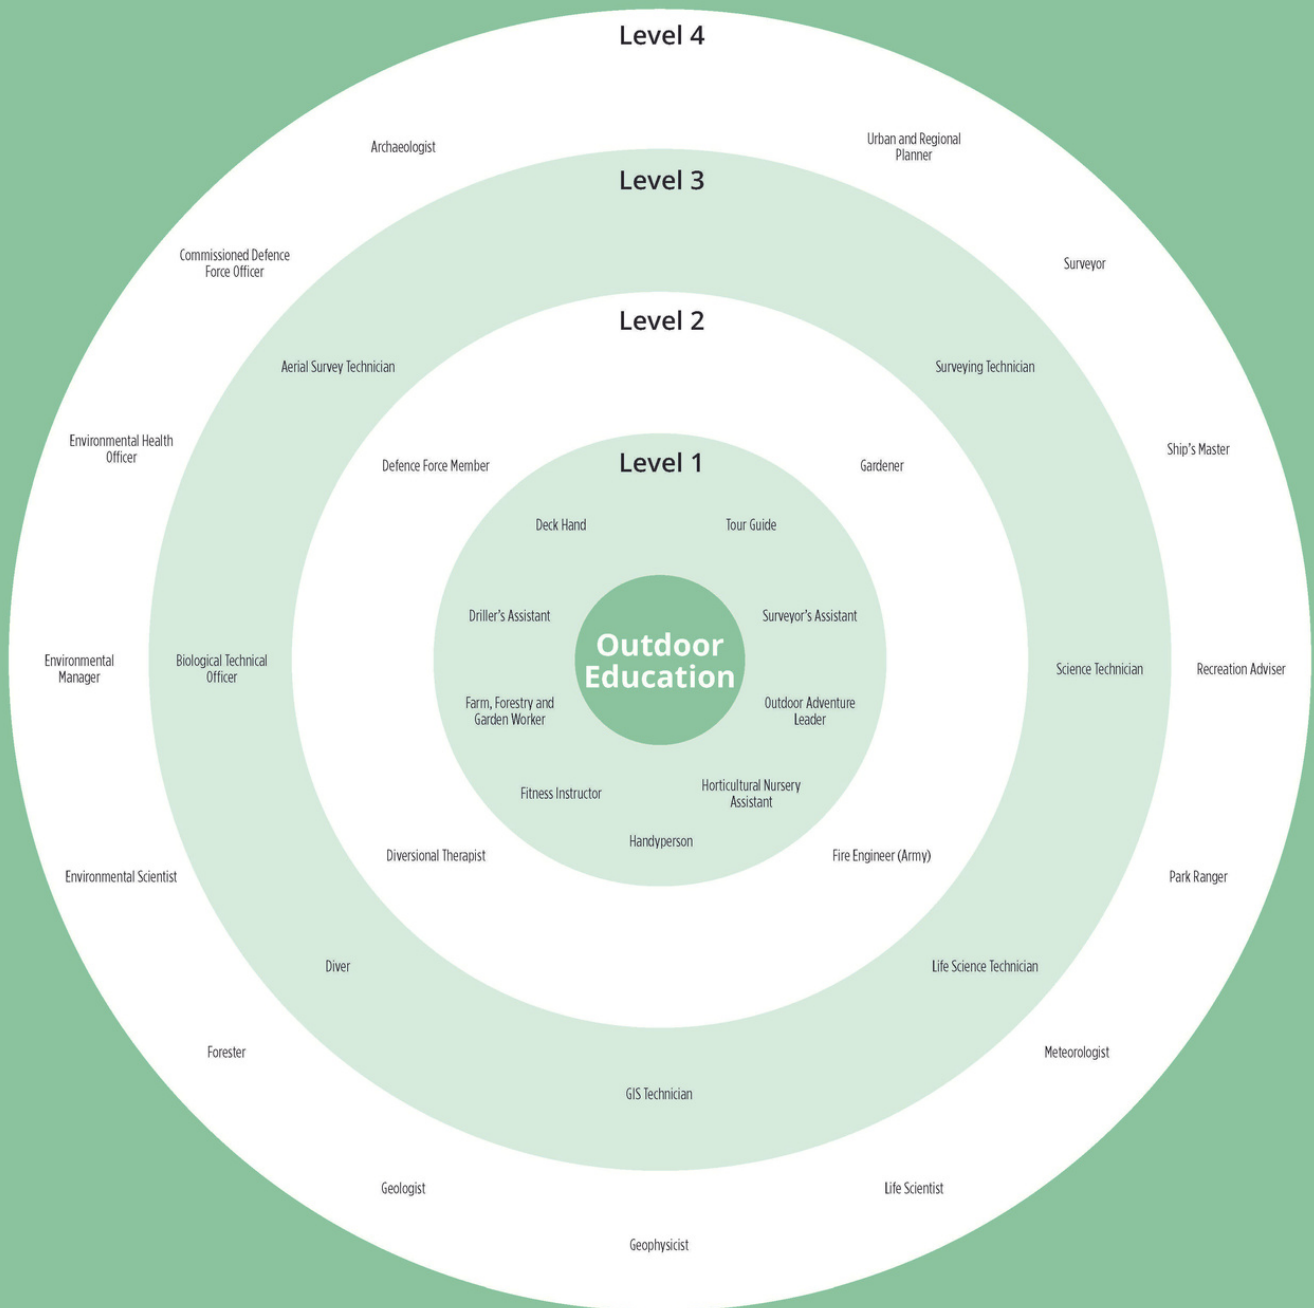 Level 4
Archaeologist
Urban and Regional
Planner
Commissioned Defence
Force Officer
Surveyor
Environmental Health
Officer
Ship's Master
Environmental
Manager
Recreation Adviser
Environmental Scientist
Park Ranger
Forester
Meteorologist
Geologist
Life Scientist
Geophysicist
Level 3
Aerial Survey Technician
Surveying Technician
Biological Technical
Officer
Science Technician
Diver
Life Science Technician
GIS Technician
Level 2
Defence Force Member
Gardener
Diversional Therapist
Fire Engineer (Army)
Level 1
Deck Hand
Tour Guide
Driller's Assistant
Surveyor's Assistant
Farm, Forestry and
Garden Worker
Outdoor Adventure
Leader
Fitness Instructor
Horticultural Nursery
Assistant
Handyperson
Outdoor
Education